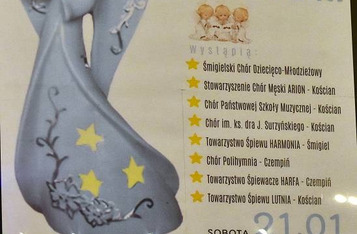 Wystąpią:
Śmigielski Chór Dziecięco-Młodzieżowy
Stowarzyszenie Chór Męski ARION - Kościan
Chór Państwowej Szkoły Muzycznej - Kościan
Chór im. ks. dra J. Surzyńskiego - Kościan
Towarzystwo Śpiewu HARMONIA - Śmigiel
Chór Polihymnia - Czempiń
Towarzystwo Śpiewacze HARFA - Czempiń
Towarzystwo Śpiewu LUTNIA - Kościan
SOBOTA 21.01